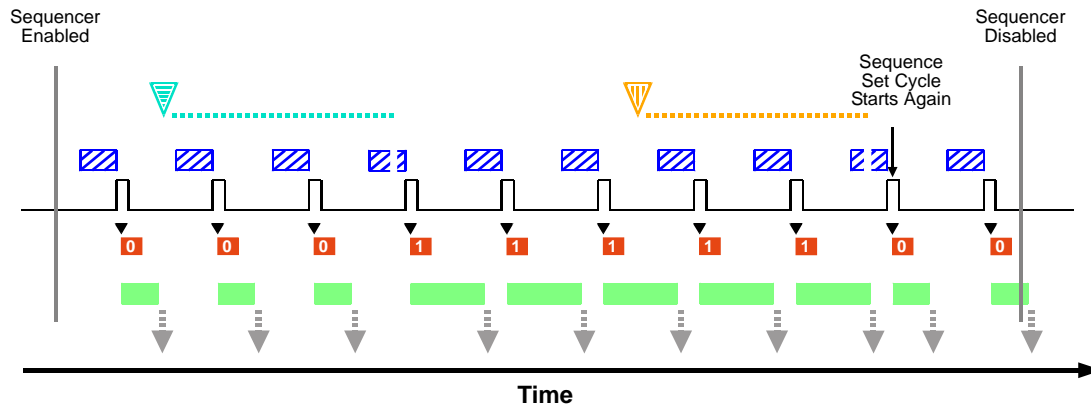 Sequencer
Enabled
Sequencer
Disabled
Sequence
Set Cycle
Starts Again
0 0 0 1 1 1 1 1 0 0
Time